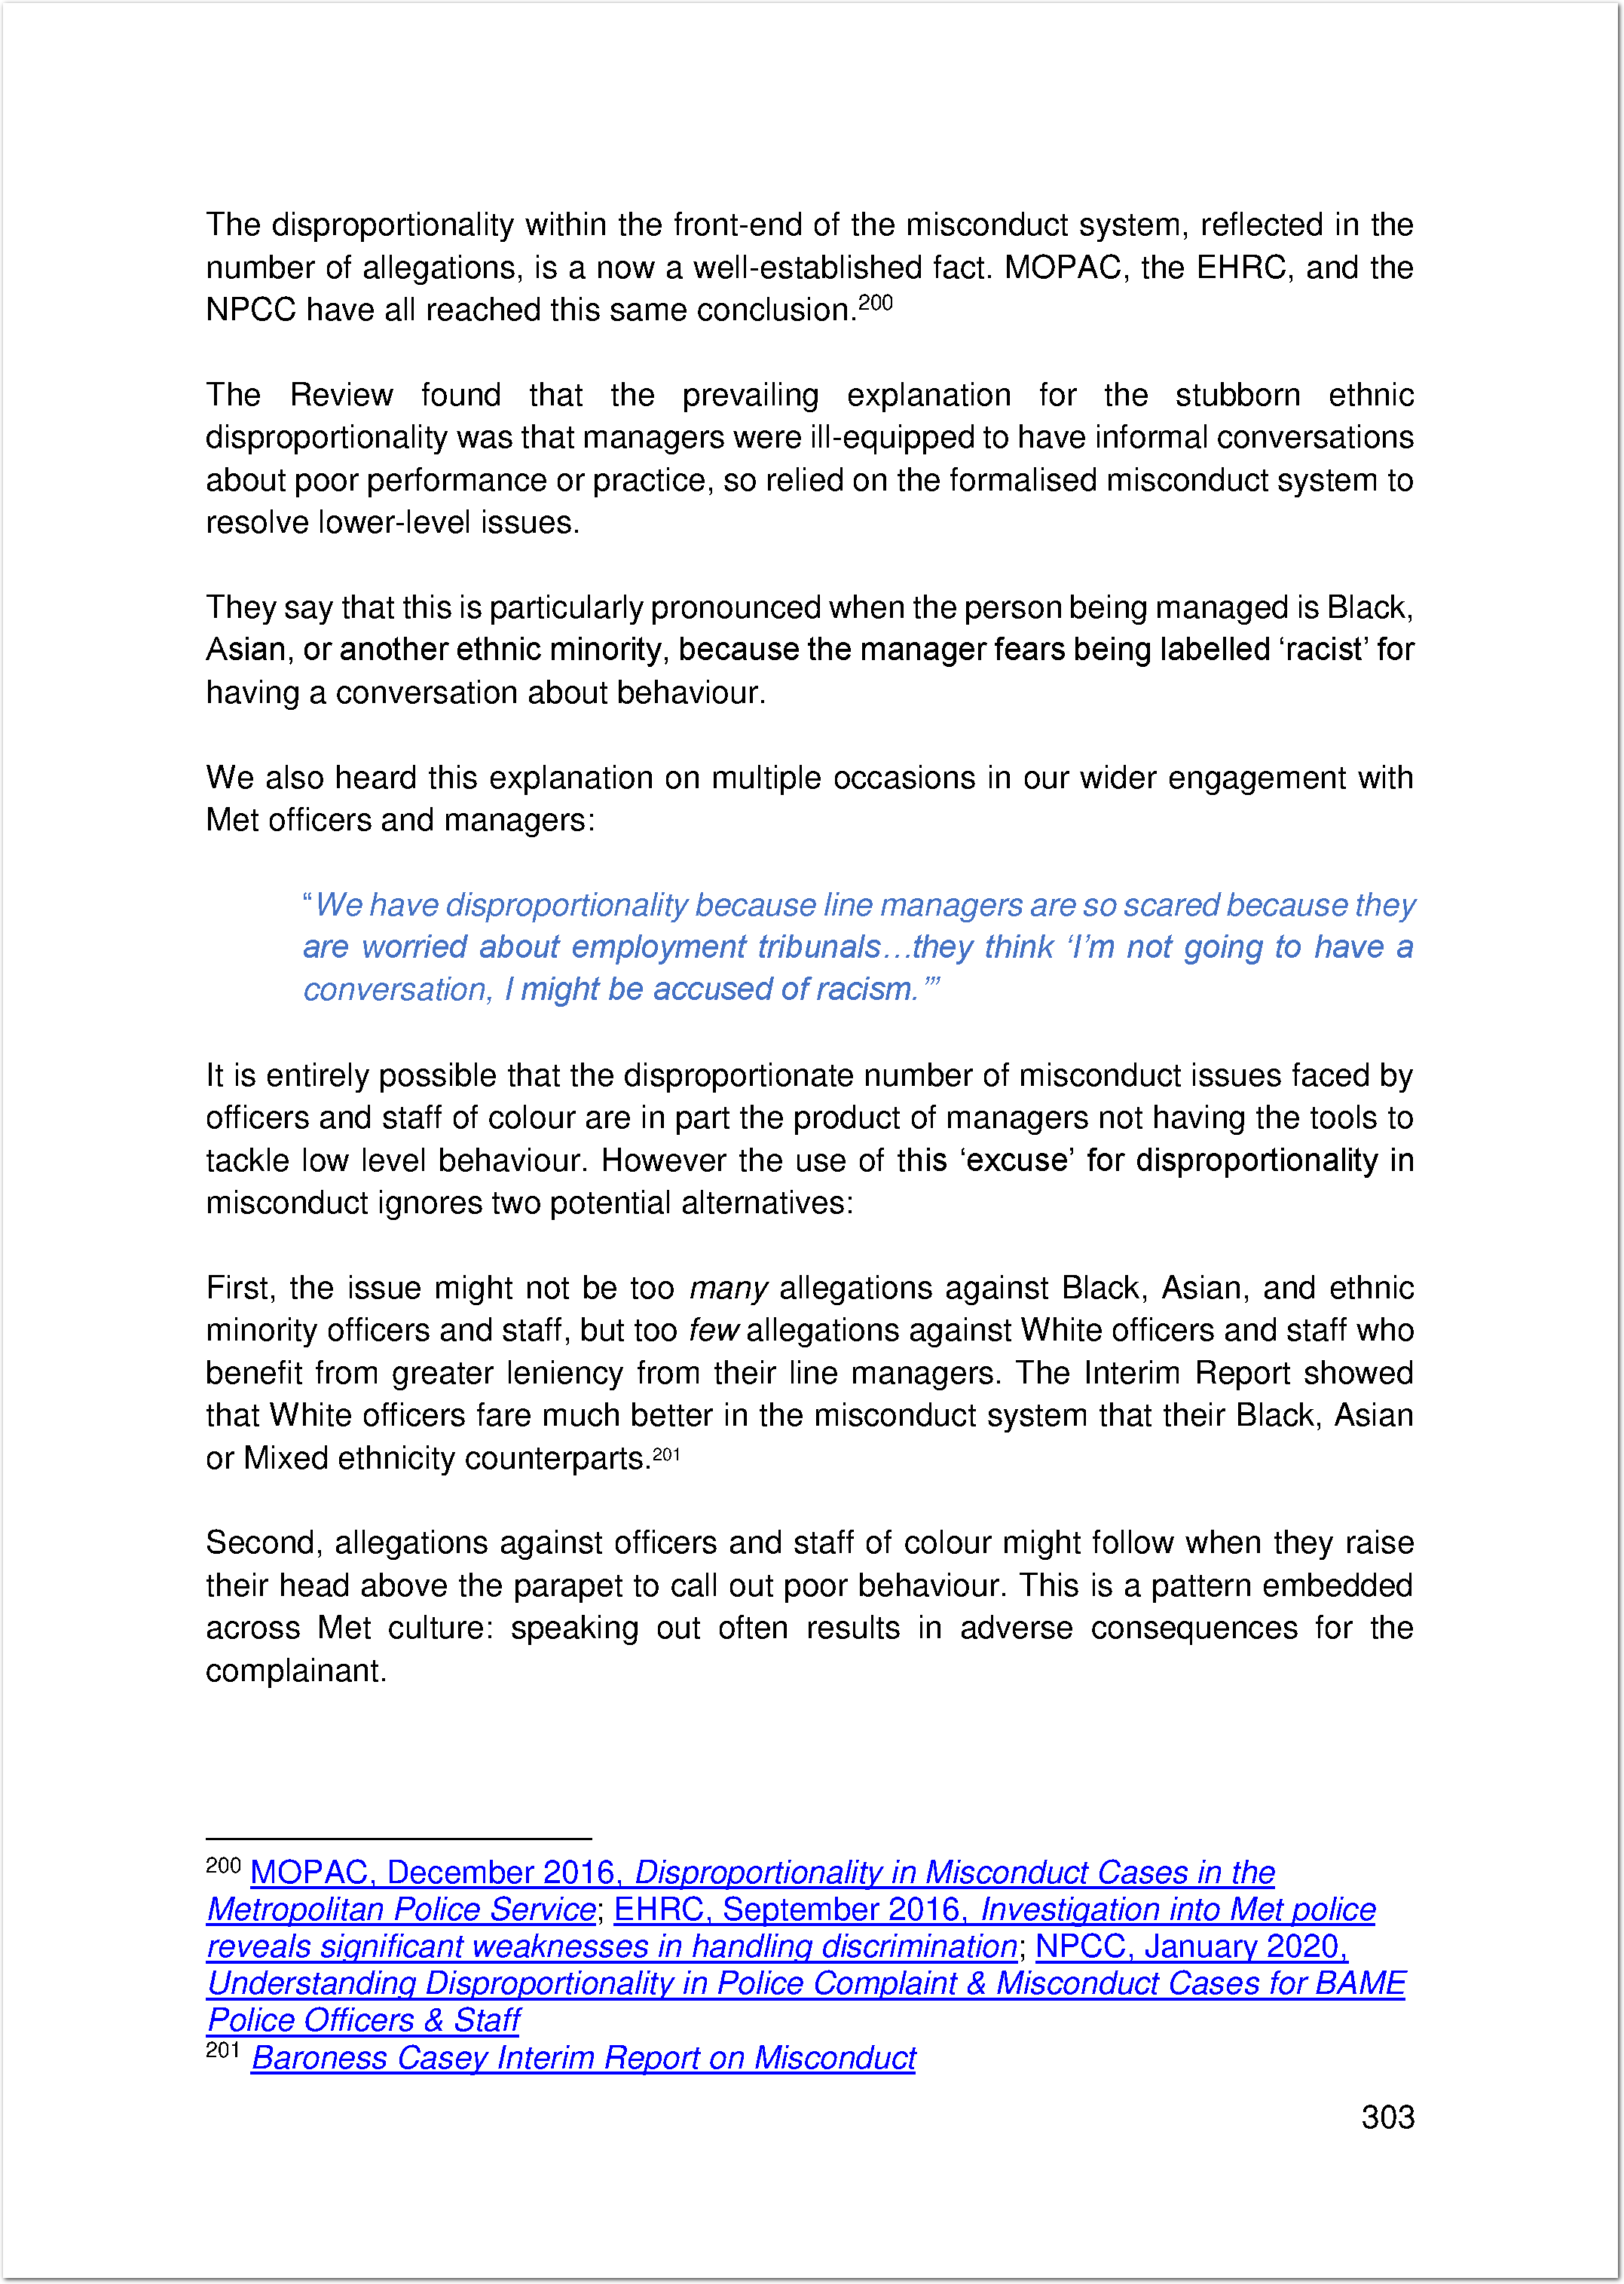 The disproportionality within the front-end of the misconduct system, reflected in the
number of allegations, is a now a well-established fact. MOPAC, the EHRC, and the
NPCC have all reached this same conclusion.200
The Review found that the prevailing explanation for the stubborn ethnic
disproportionality was that managers were ill-equipped to have informal conversations
about poor performance or practice, so relied on the formalised misconduct system to
resolve lower-level issues.
They say that this is particularly pronounced when the person being managed is Black,
Asian, or another ethnic minority, because the manager fears being labelled ‘racist’ for
having a conversation about behaviour.
We also heard this explanation on multiple occasions in our wider engagement with
Met officers and managers:
“We have disproportionality because line managers are so scared because they
are worried about employment tribunals…they think ‘I’m not going to have a
conversation, I might be accused of racism.’”
It is entirely possible that the disproportionate number of misconduct issues faced by
officers and staff of colour are in part the product of managers not having the tools to
tackle low level behaviour. However the use of this ‘excuse’ for disproportionality in
misconduct ignores two potential alternatives:
First, the issue might not be too many allegations against Black, Asian, and ethnic
minority officers and staff, but too few allegations against White officers and staff who
benefit from greater leniency from their line managers. The Interim Report showed
that White officers fare much better in the misconduct system that their Black, Asian
or Mixed ethnicity counterparts.201
Second, allegations against officers and staff of colour might follow when they raise
their head above the parapet to call out poor behaviour. This is a pattern embedded
across Met culture: speaking out often results in adverse consequences for the
complainant.
200 MOPAC, December 2016, Disproportionality in Misconduct Cases in the
Metropolitan Police Service; EHRC, September 2016, Investigation into Met police
reveals significant weaknesses in handling discrimination; NPCC, January 2020,
Understanding Disproportionality in Police Complaint & Misconduct Cases for BAME
Police Officers & Staff
201 Baroness Casey Interim Report on Misconduct
303